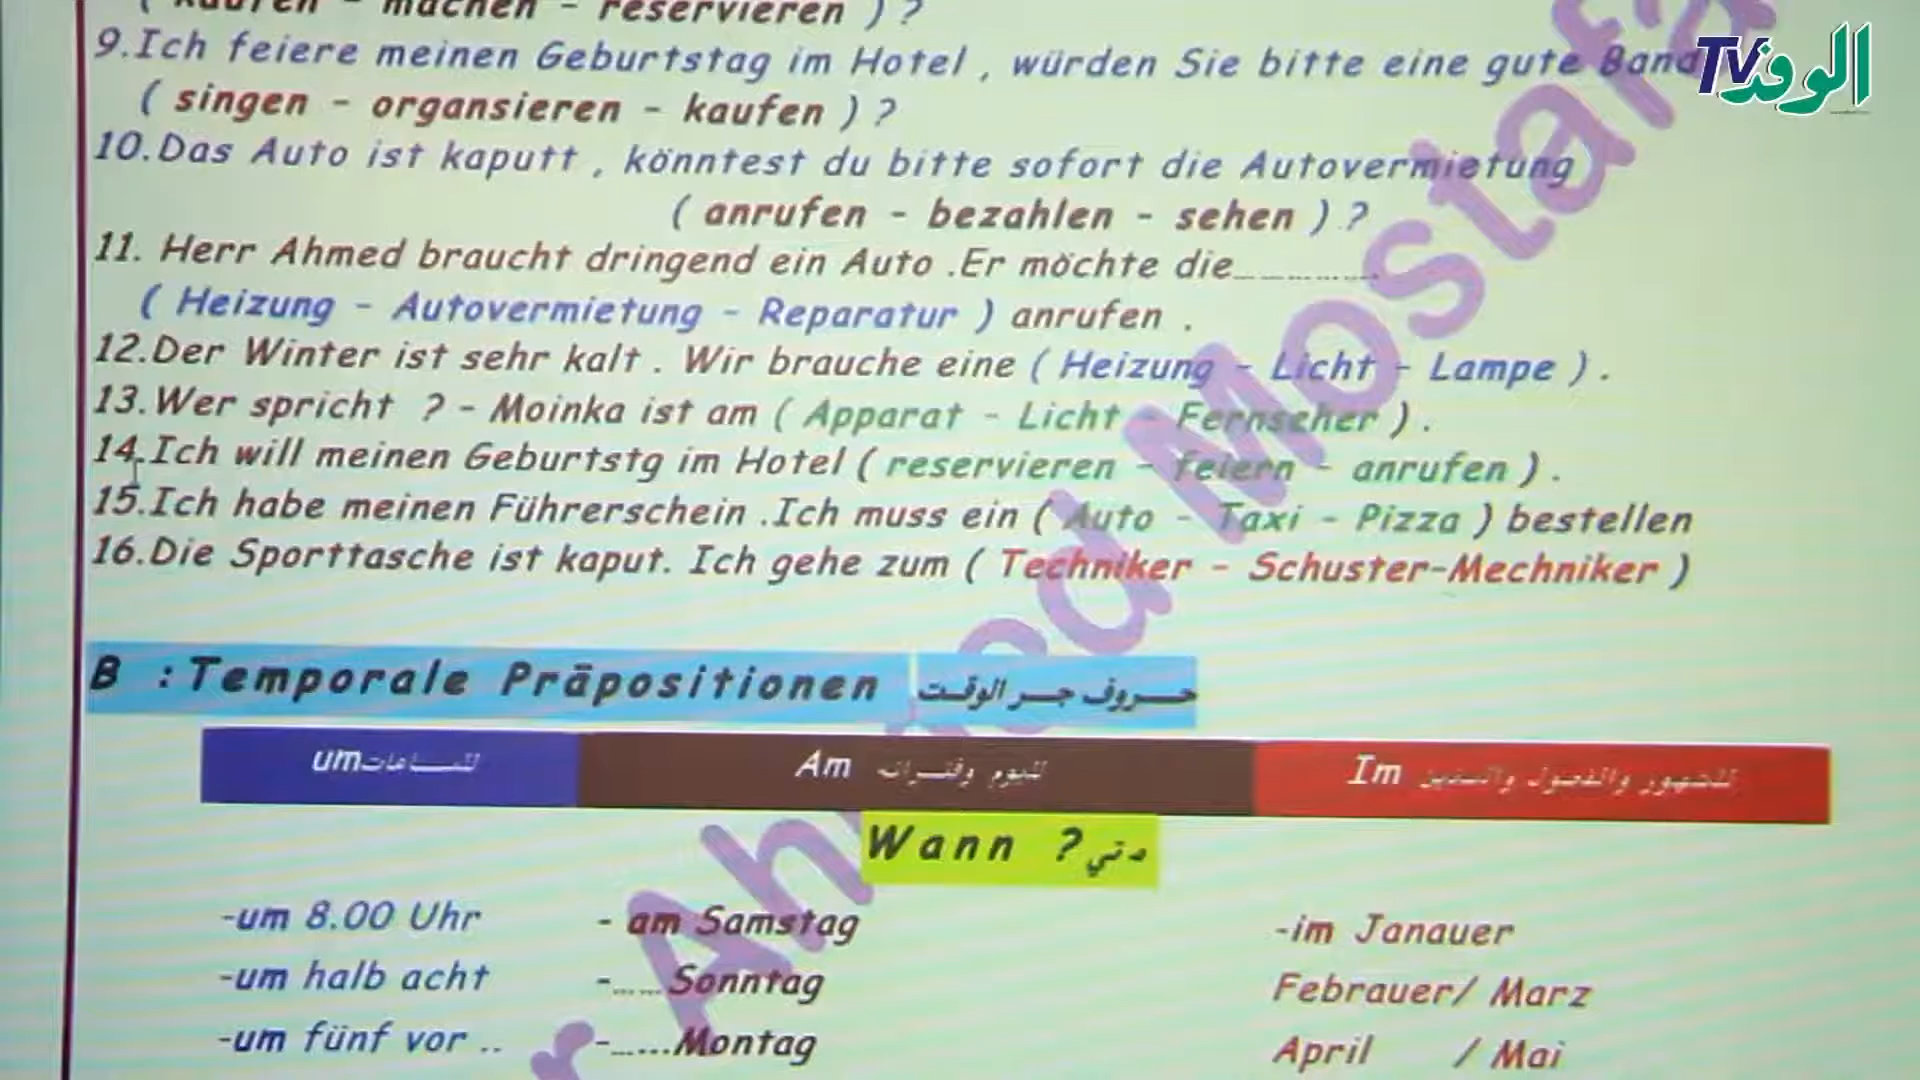 ( kaufen - machen - reservieren ) ?
9.Ich feiere meinen Geburtstag im Hotel , würden Sie bitte eine gute Band
( singen - organsieren - kaufen ) ?
10.Das Auto ist kaputt , könntest du bitte sofort die Autovermietung
( anrufen - bezahlen - sehen ) ?
11. Herr Ahmed braucht dringend ein Auto .Er möchte die..............
( Heizung - Autovermietung - Reparatur ) anrufen .
12.Der Winter ist sehr kalt . Wir brauche eine ( Heizung - Licht - Lampe ) .
13.Wer spricht ? - Moinka ist am ( Apparat - Licht - Fernseher ) .
14.Ich will meinen Geburtstg im Hotel ( reservieren - feiern - anrufen ) .
15.Ich habe meinen Führerschein .Ich muss ein ( Auto - Taxi - Pizza ) bestellen
16.Die Sporttasche ist kaput. Ich gehe zum ( Techniker - Schuster-Mechniker )
B : Temporale Präpositionen حروف جر الوقت
um للساعات Am لليوم وفتراته Im للشهور والفصول والسنين
Wann ? متي
-um 8.00 Uhr - am Samstag -im Janauer
-um halb acht -......Sonntag Febrauer/ Marz
-um fünf vor .. -.......Montag April / Mai
الوفد TV
r Ahmed Mostafa